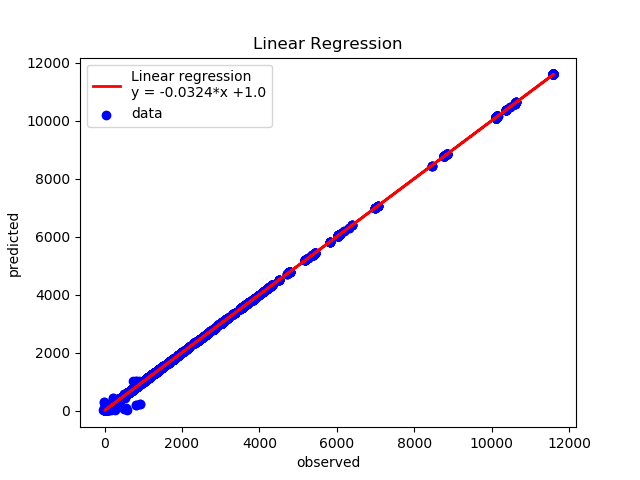 Linear Regression
Linear regression
y = -0.0324*x +1.0
data
12000
10000
8000
6000
4000
2000
0
predicted
0 2000 4000 6000 8000 10000 12000
observed